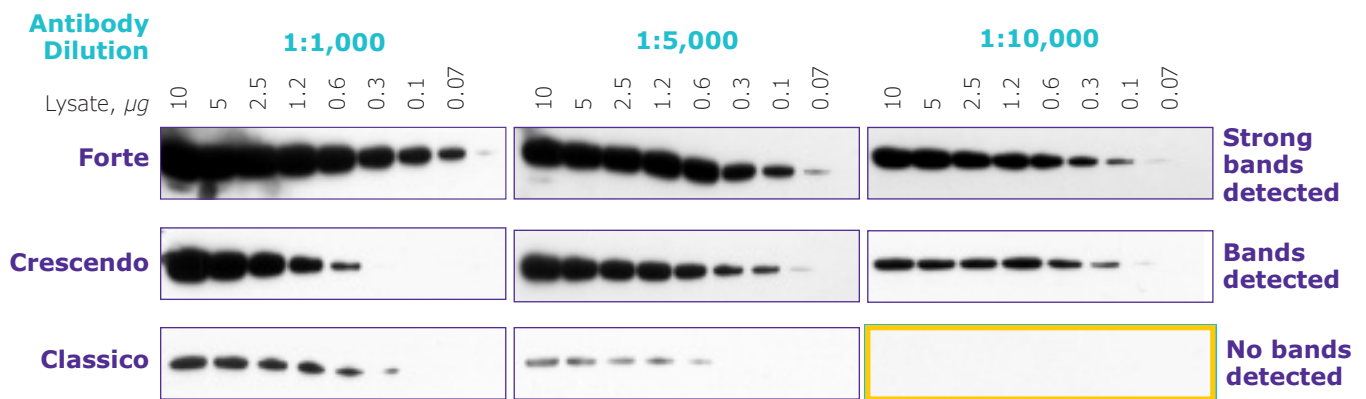 Antibody
Dilution
1:1,000 1:5,000 1:10,000
Lysate, μg
10 5 2.5 1.2 0.6 0.3 0.1 0.07 10 5 2.5 1.2 0.6 0.3 0.1 0.07 10 5 2.5 1.2 0.6 0.3 0.1 0.07
Forte
Strong
bands
detected
Crescendo
Bands
detected
Classico
No bands
detected